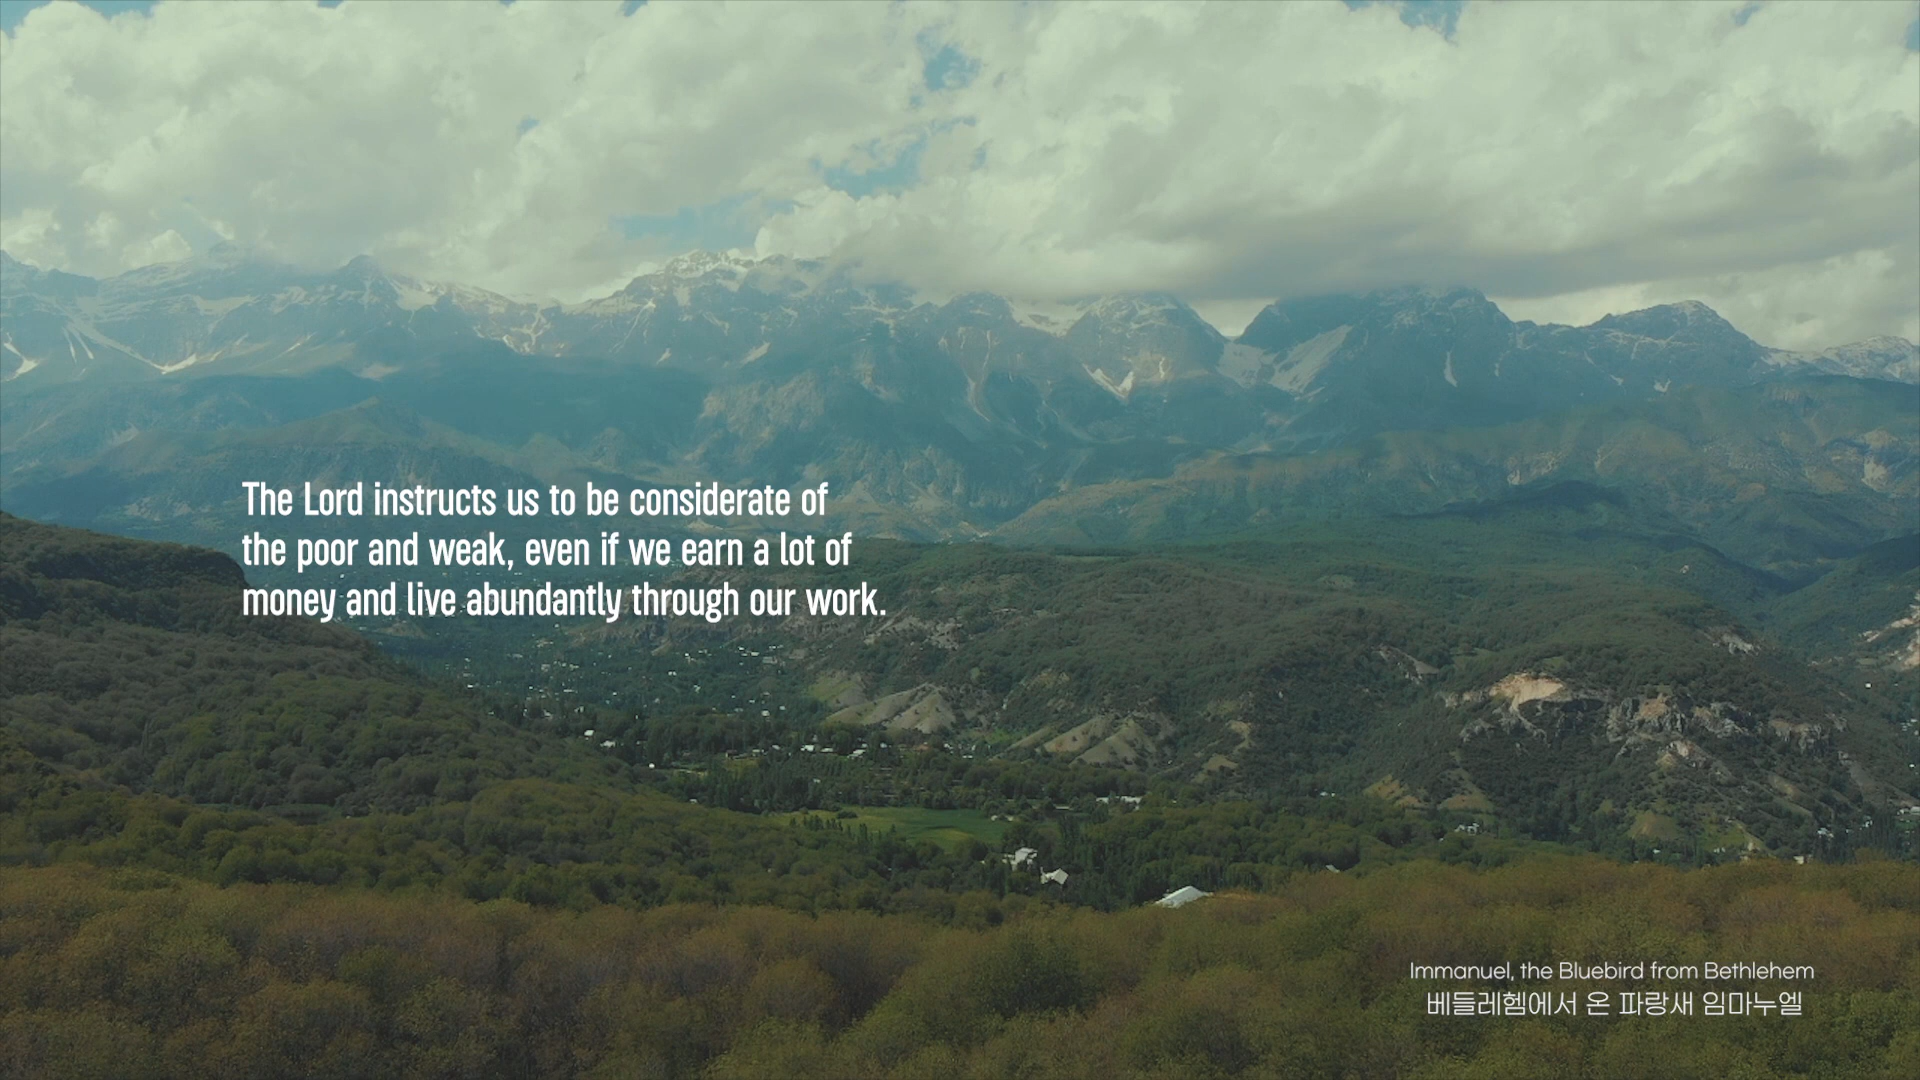 The Lord instructs us to be considerate of
the poor and weak, even if we earn a lot of
money and live abundantly through our work.
Immanuel, the Bluebird from Bethlehem
베들레헴에서 온 파랑새 임마누엘